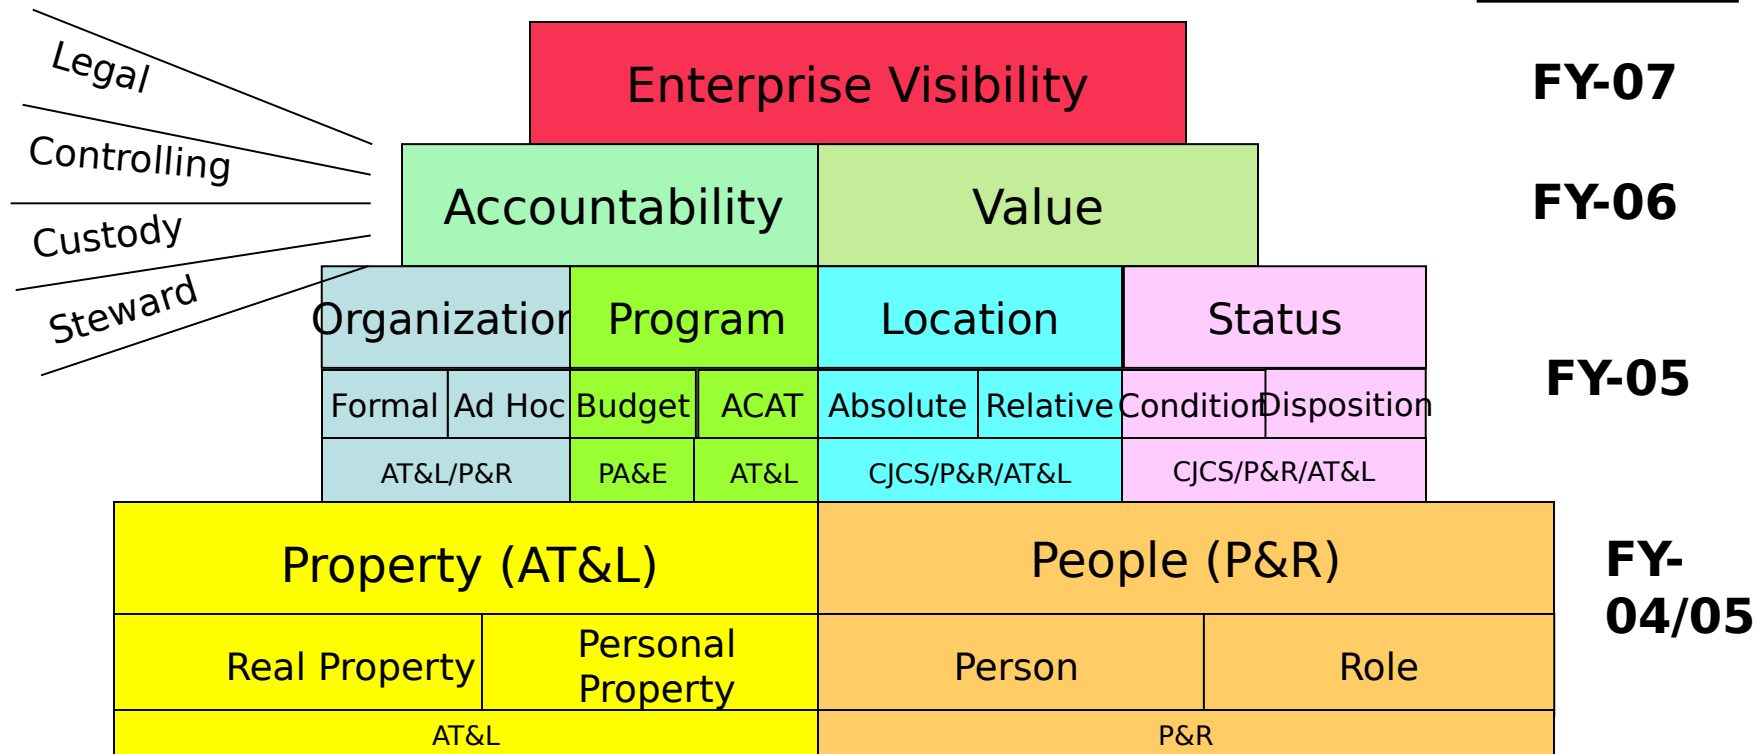 Legal
Controlling
Custody
Steward
Enterprise Visibility
FY-07
Accountability
Value
FY-06
Organization
Program
Location
Status
FY-05
Formal
Ad Hoc
Budget
ACAT
Absolute
Relative
Condition
Disposition
AT&L/P&R
PA&E
AT&L
CJCS/P&R/AT&L
CJCS/P&R/AT&L
Property (AT&L)
People (P&R)
FY-
04/05
Real Property
Personal
Property
Person
Role
AT&L
P&R